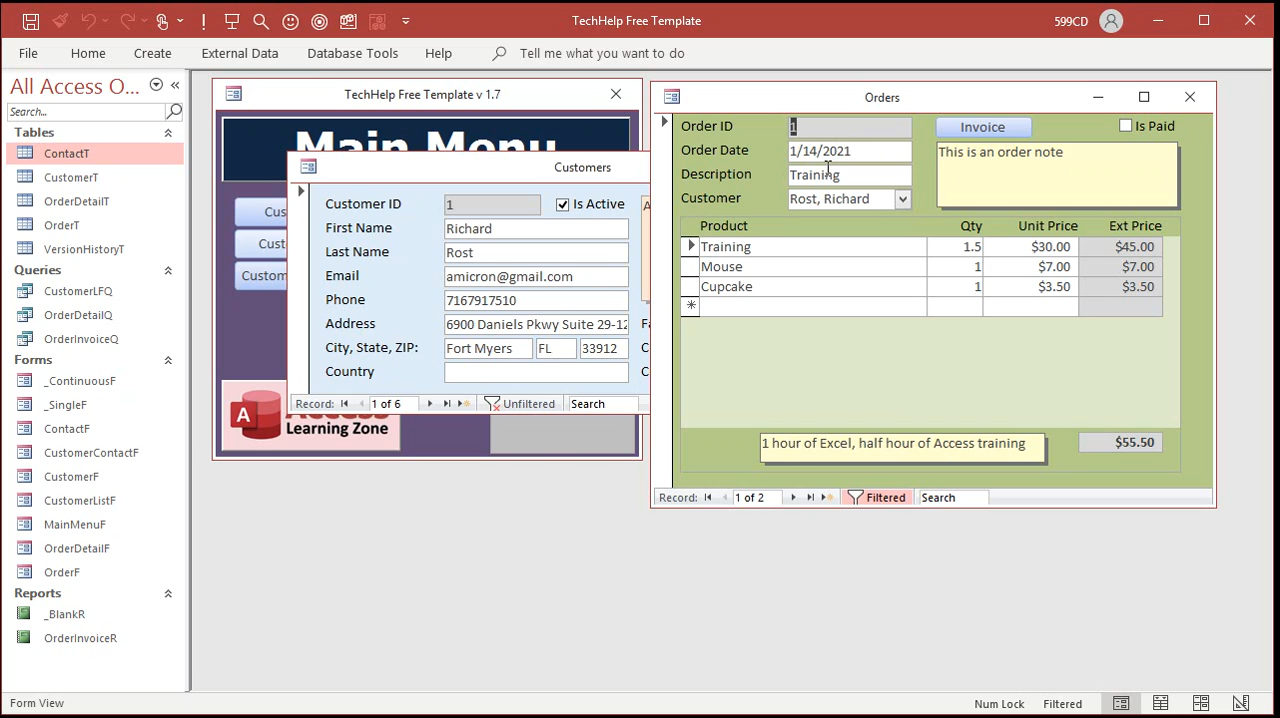 TechHelp Free Template
599CD
File Home Create External Data Database Tools Help Tell me what you want to do
All Access O...
Search...
Tables
ContactT
CustomerT
OrderDetailT
OrderT
VersionHistoryT
Queries
CustomerLFQ
OrderDetailQ
OrderInvoiceQ
Forms
_ContinuousF
_SingleF
ContactF
CustomerContactF
CustomerF
CustomerListF
MainMenuF
OrderDetailF
OrderF
Reports
_BlankR
OrderInvoiceR
TechHelp Free Template v 1.7
Main Menu
Cus
Cust
Custom
A
Learning Zone
Customers
Customer ID 1 Is Active
First Name Richard
Last Name Rost
Email amicron@gmail.com
Phone 7167917510
Address 6900 Daniels Pkwy Suite 29-12
City, State, ZIP: Fort Myers FL 33912
Country
A
Fa
C
C
Record: 1 of 6 Unfiltered Search
Orders
Order ID 1 Invoice Is Paid
Order Date 1/14/2021
Description Training
Customer Rost, Richard
This is an order note
Product Qty Unit Price Ext Price
Training 1.5 $30.00 $45.00
Mouse 1 $7.00 $7.00
Cupcake 1 $3.50 $3.50
1 hour of Excel, half hour of Access training $55.50
Record: 1 of 2 Filtered Search
Form View Num Lock Filtered